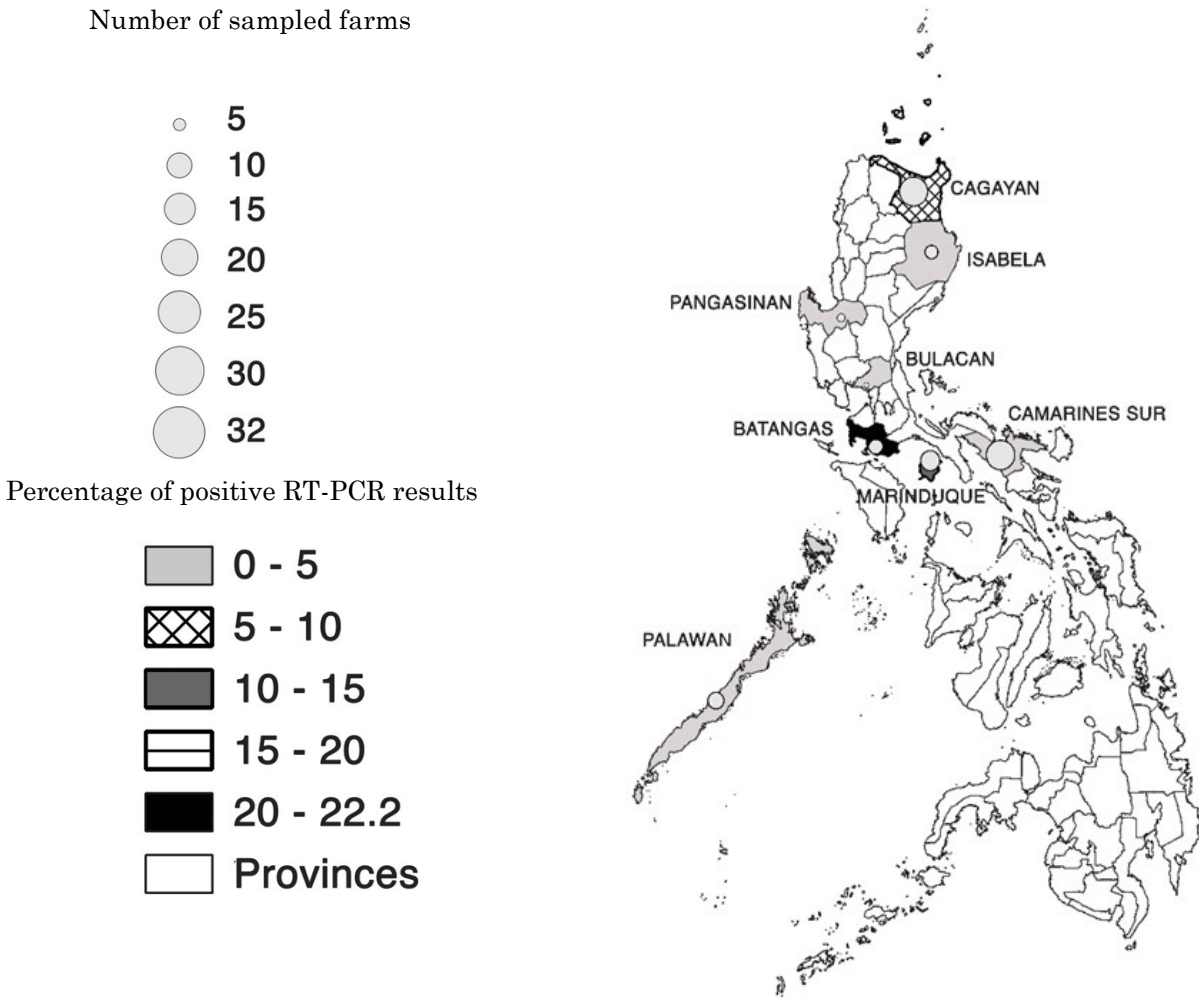 Number of sampled farms
5
10
15
20
25
30
32
Percentage of positive RT-PCR results
0 - 5
5 - 10
10 - 15
15 - 20
20 - 22.2
Provinces
CAGAYAN
ISABELA
PANGASINAN
BULACAN
CAMARINES SUR
BATANGAS
MARINDUQUE
PALAWAN